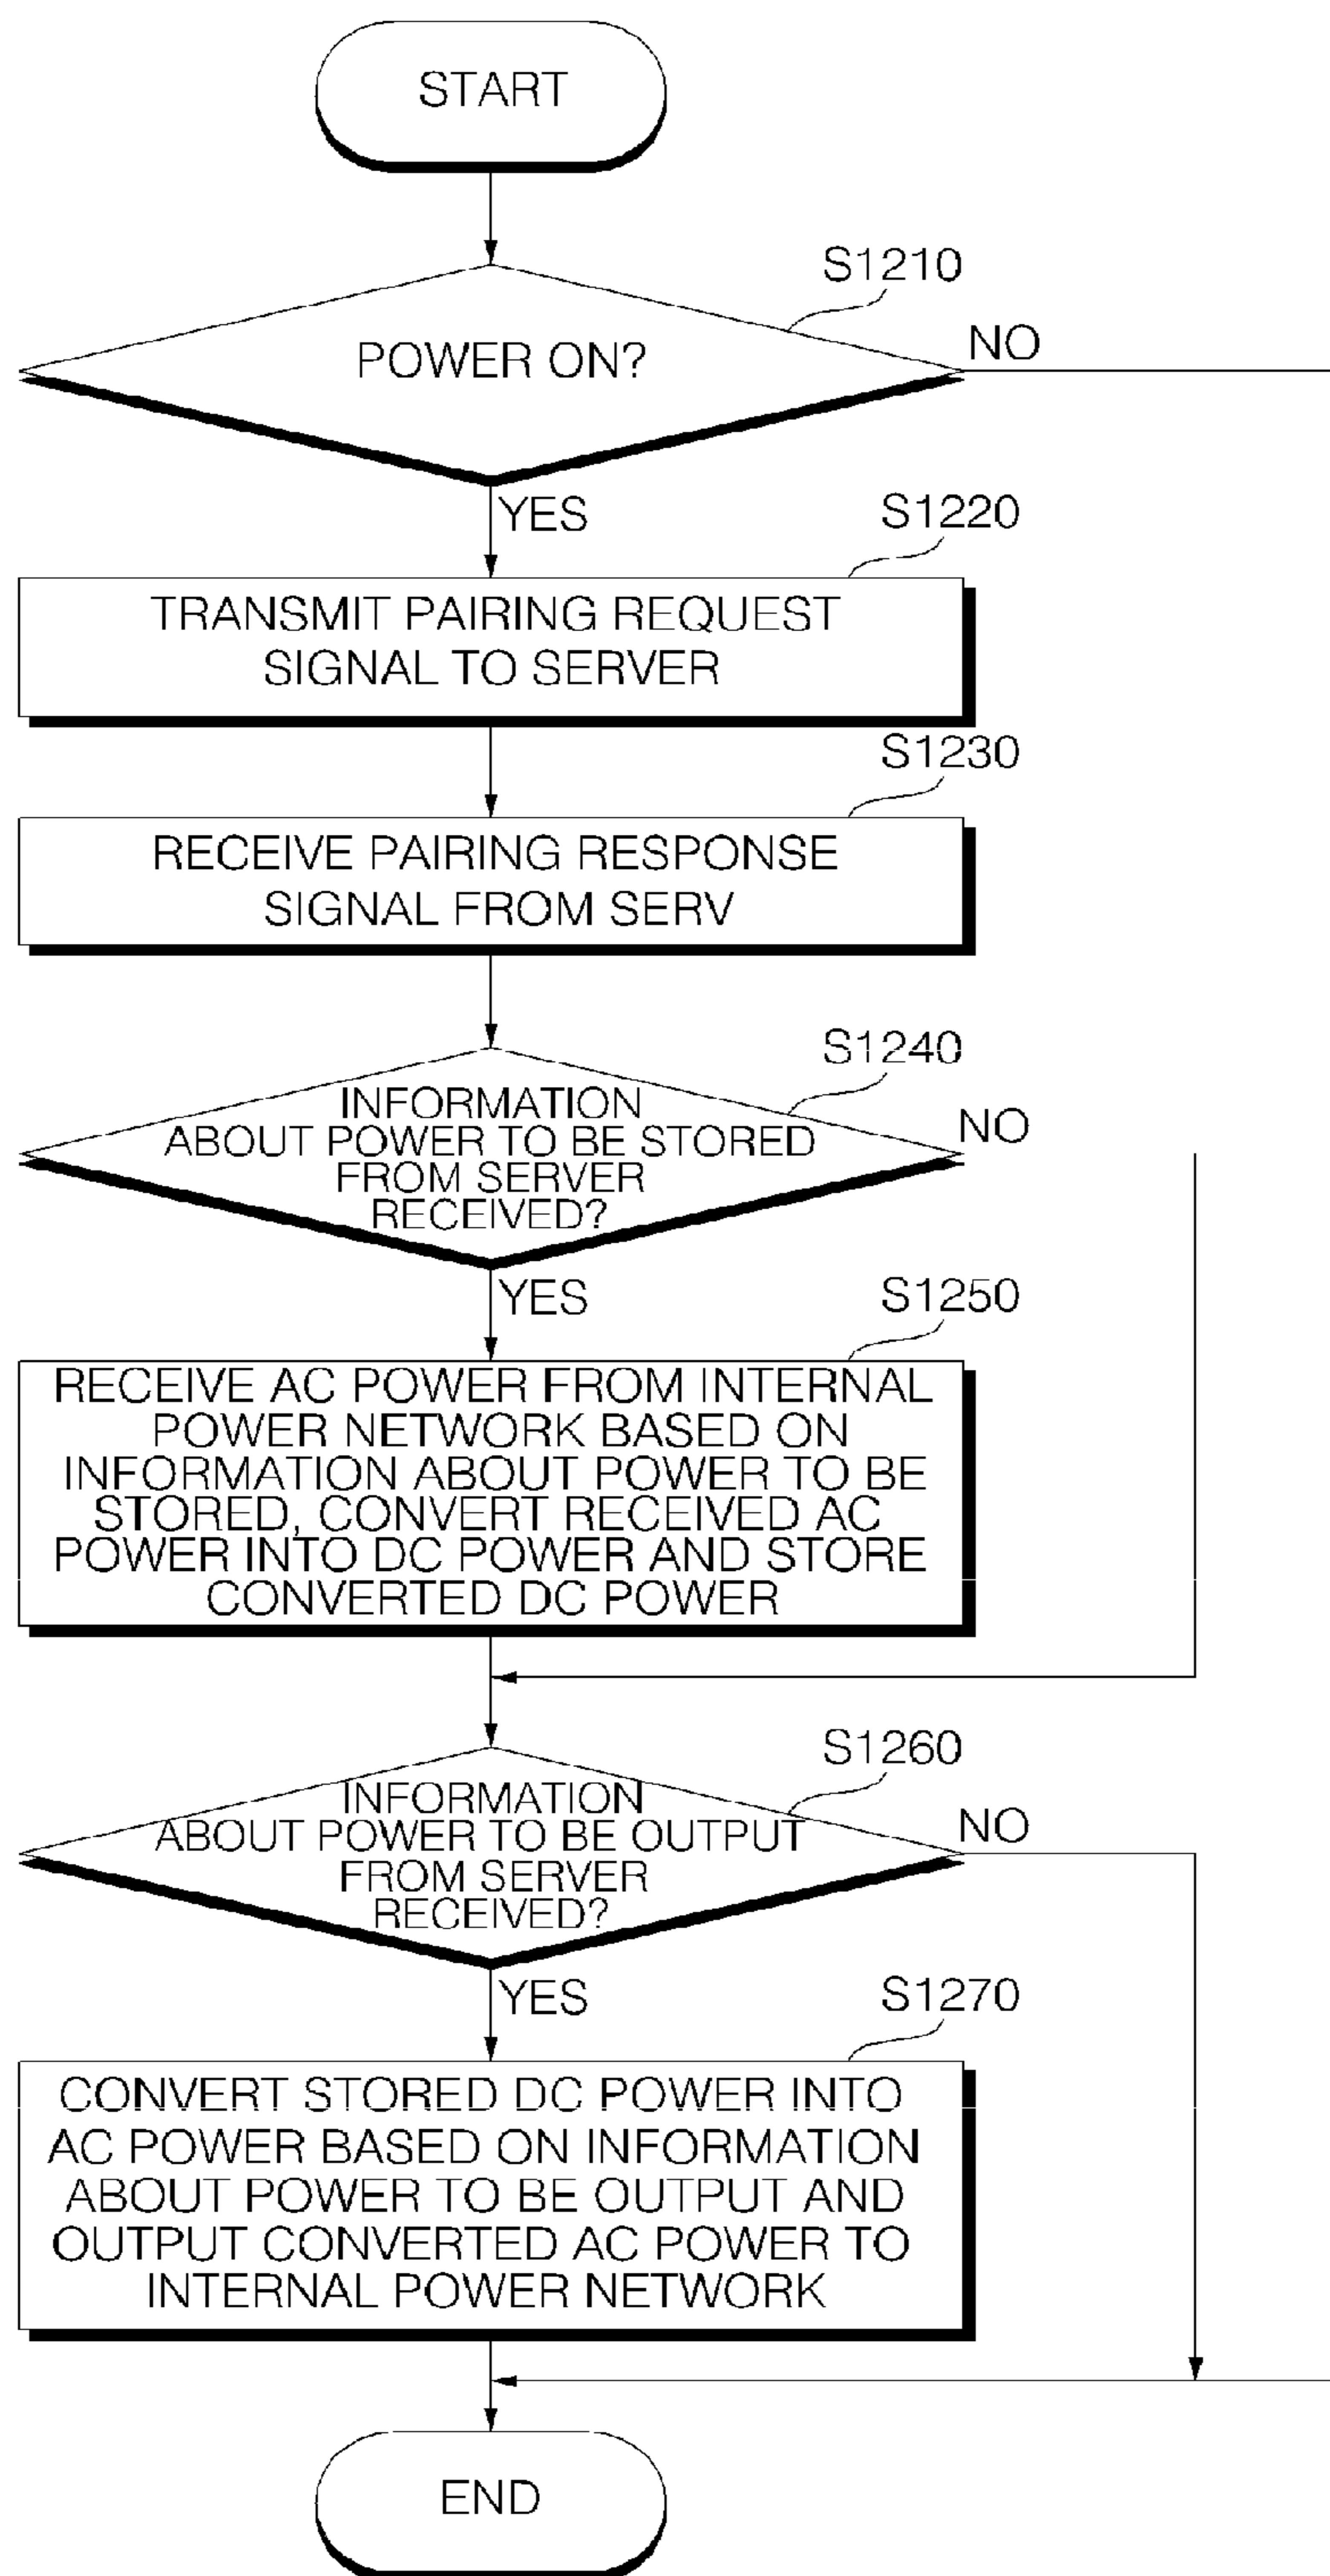 START
S1210
POWER ON?
NO
YES
S1220
TRANSMIT PAIRING REQUEST
SIGNAL TO SERVER
S1230
RECEIVE PAIRING RESPONSE
SIGNAL FROM SERV
S1240
INFORMATION
ABOUT POWER TO BE STORED
FROM SERVER
RECEIVED?
NO
YES
S1250
RECEIVE AC POWER FROM INTERNAL
POWER NETWORK BASED ON
INFORMATION ABOUT POWER TO BE
STORED, CONVERT RECEIVED AC
POWER INTO DC POWER AND STORE
CONVERTED DC POWER
S1260
INFORMATION
ABOUT POWER TO BE OUTPUT
FROM SERVER
RECEIVED?
NO
YES
S1270
CONVERT STORED DC POWER INTO
AC POWER BASED ON INFORMATION
ABOUT POWER TO BE OUTPUT AND
OUTPUT CONVERTED AC POWER TO
INTERNAL POWER NETWORK
END